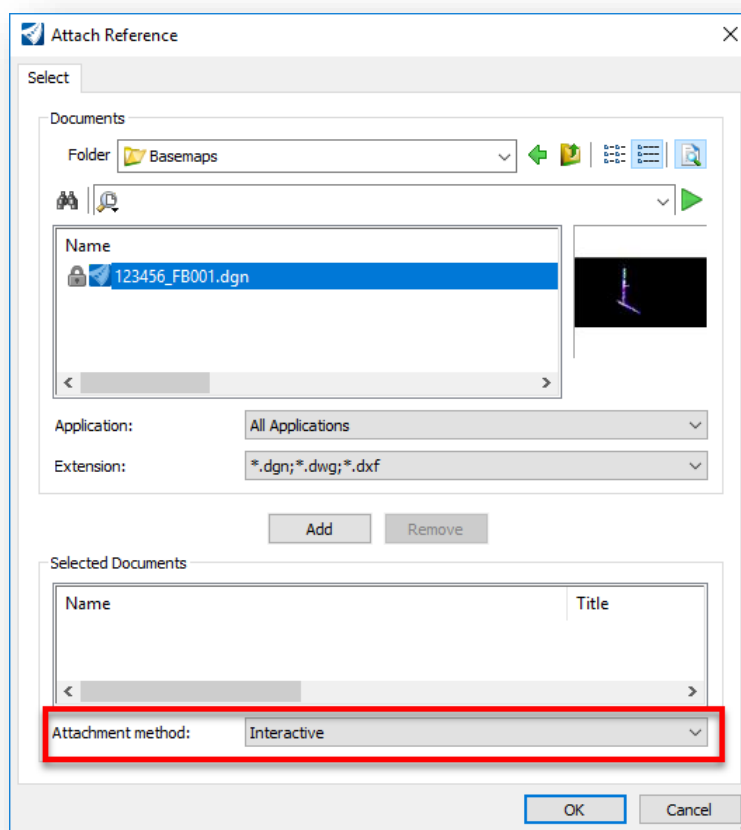 Attach Reference
Select
Documents
Folder Basemaps
Name
123456_FB001.dgn
Application: All Applications
Extension: *.dgn;*.dwg;*.dxf
Add Remove
Selected Documents
Name Title
Attachment method: Interactive
OK Cancel